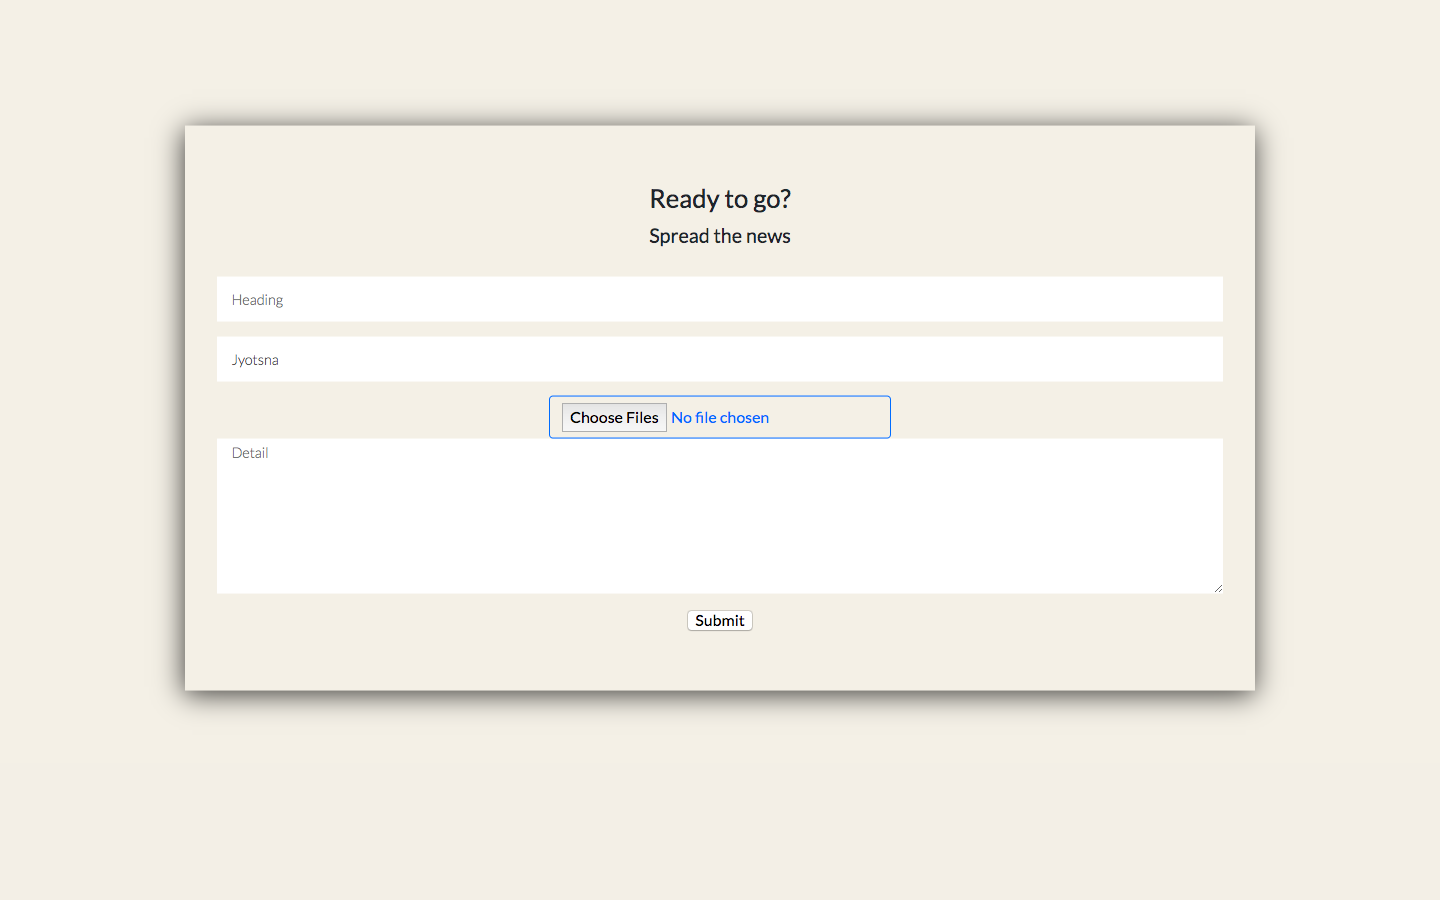 Ready to go?
Spread the news
Heading
Jyotsna
Choose Files No file chosen
Detail
Submit